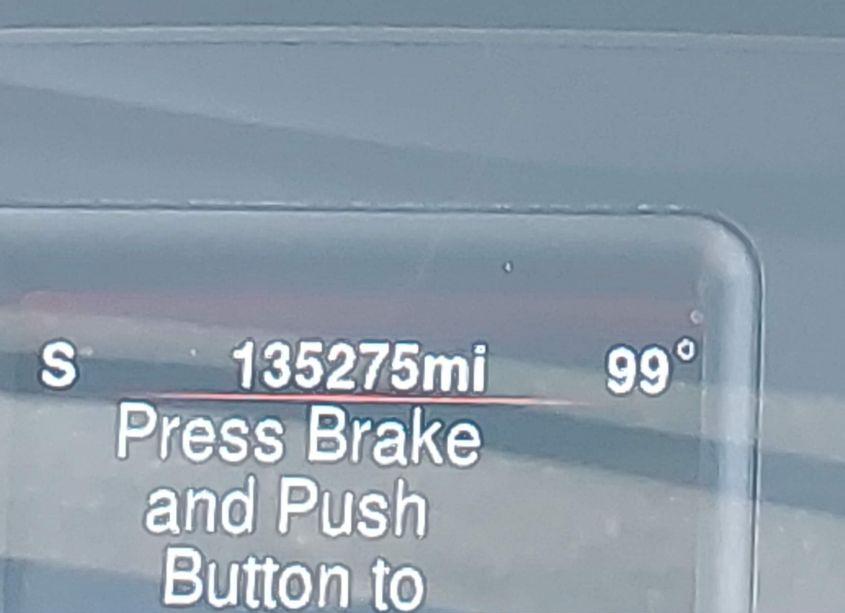 S 135275mi 99°
Press Brake
and Push
Button to